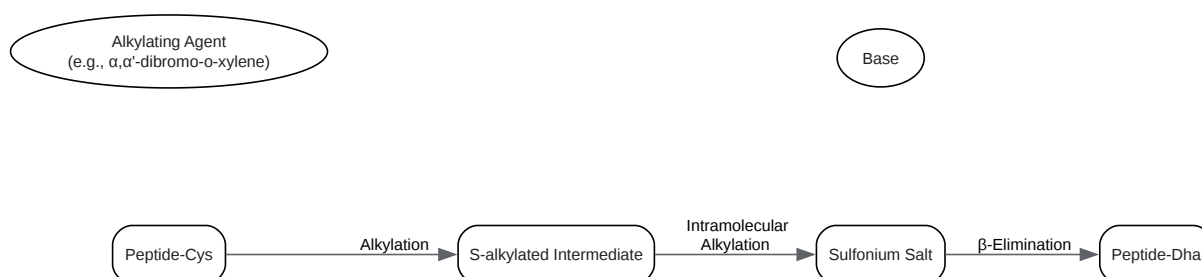 Alkylating Agent
(e.g., α,α'-dibromo-o-xylene)
Base
Peptide-Cys
Alkylation
S-alkylated Intermediate
Intramolecular
Alkylation
Sulfonium Salt
β-Elimination
Peptide-Dha